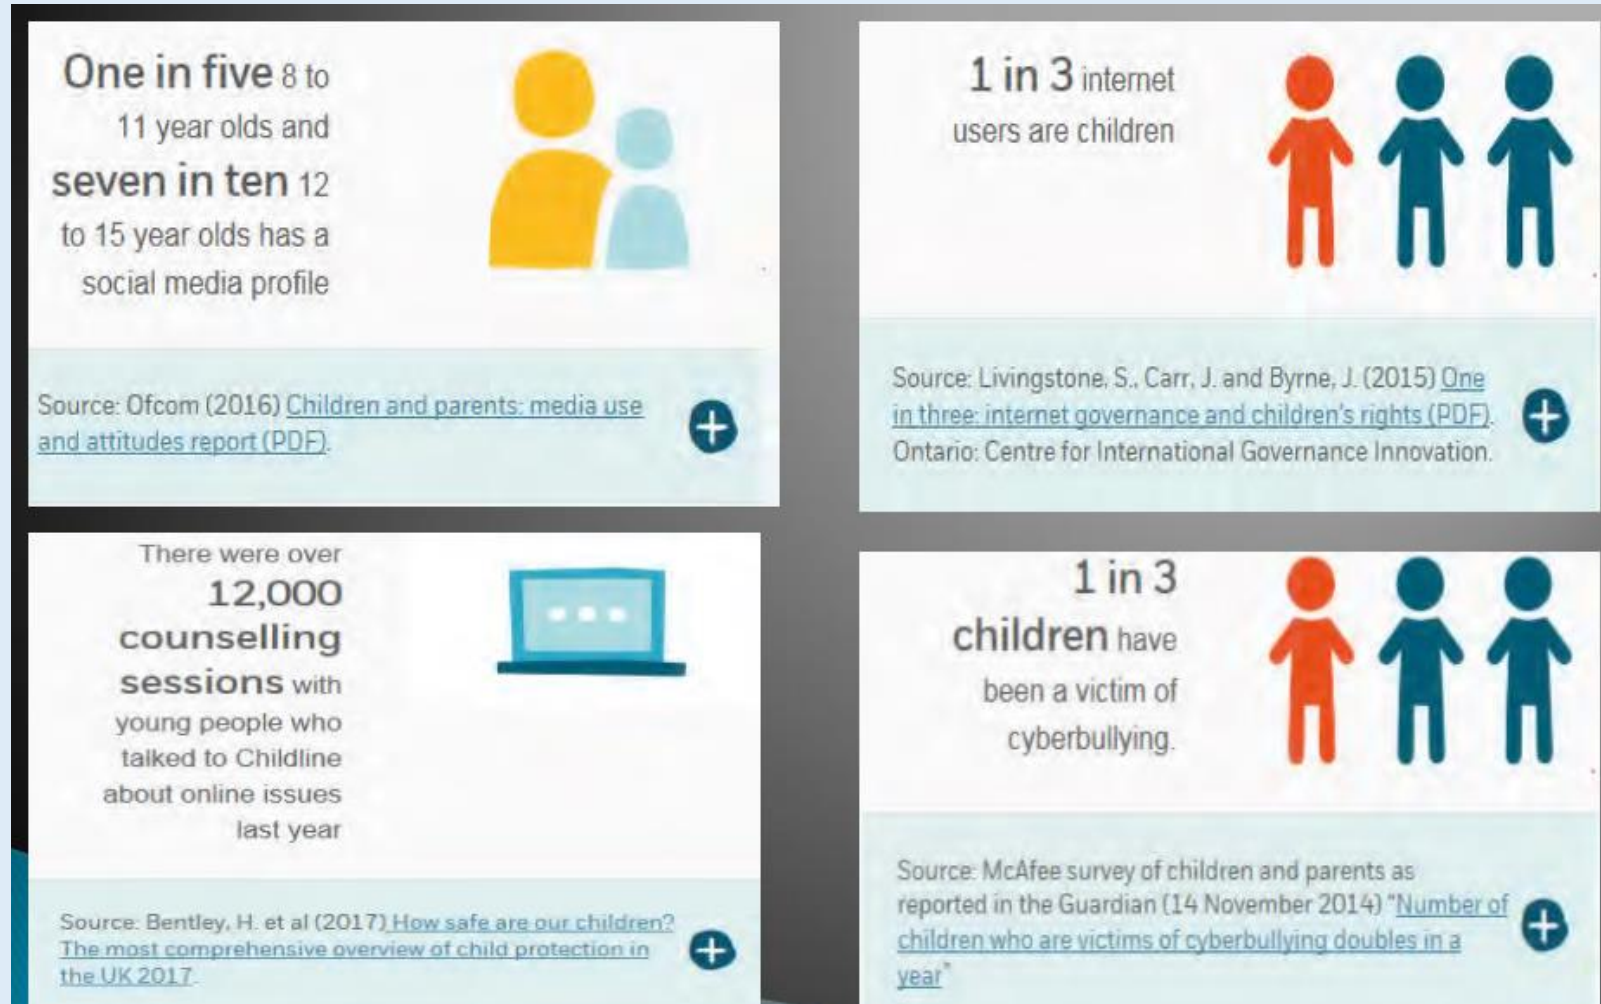 One in five 8 to
11 year olds and
seven in ten 12
to 15 year olds has a
social media profile
Source: Ofcom (2016) Children and parents: media use
and attitudes report (PDF).
1 in 3 internet
users are children
Source: Livingstone, S., Carr, J. and Byrne, J. (2015) One
in three: internet governance and children's rights (PDF).
Ontario: Centre for International Governance Innovation.
There were over
12,000
counselling
sessions with
young people who
talked to Childline
about online issues
last year
Source: Bentley, H. et al (2017) How safe are our children?
The most comprehensive overview of child protection in
the UK 2017.
1 in 3
children have
been a victim of
cyberbullying.
Source: McAfee survey of children and parents as
reported in the Guardian (14 November 2014) "Number of
children who are victims of cyberbullying doubles in a
year"